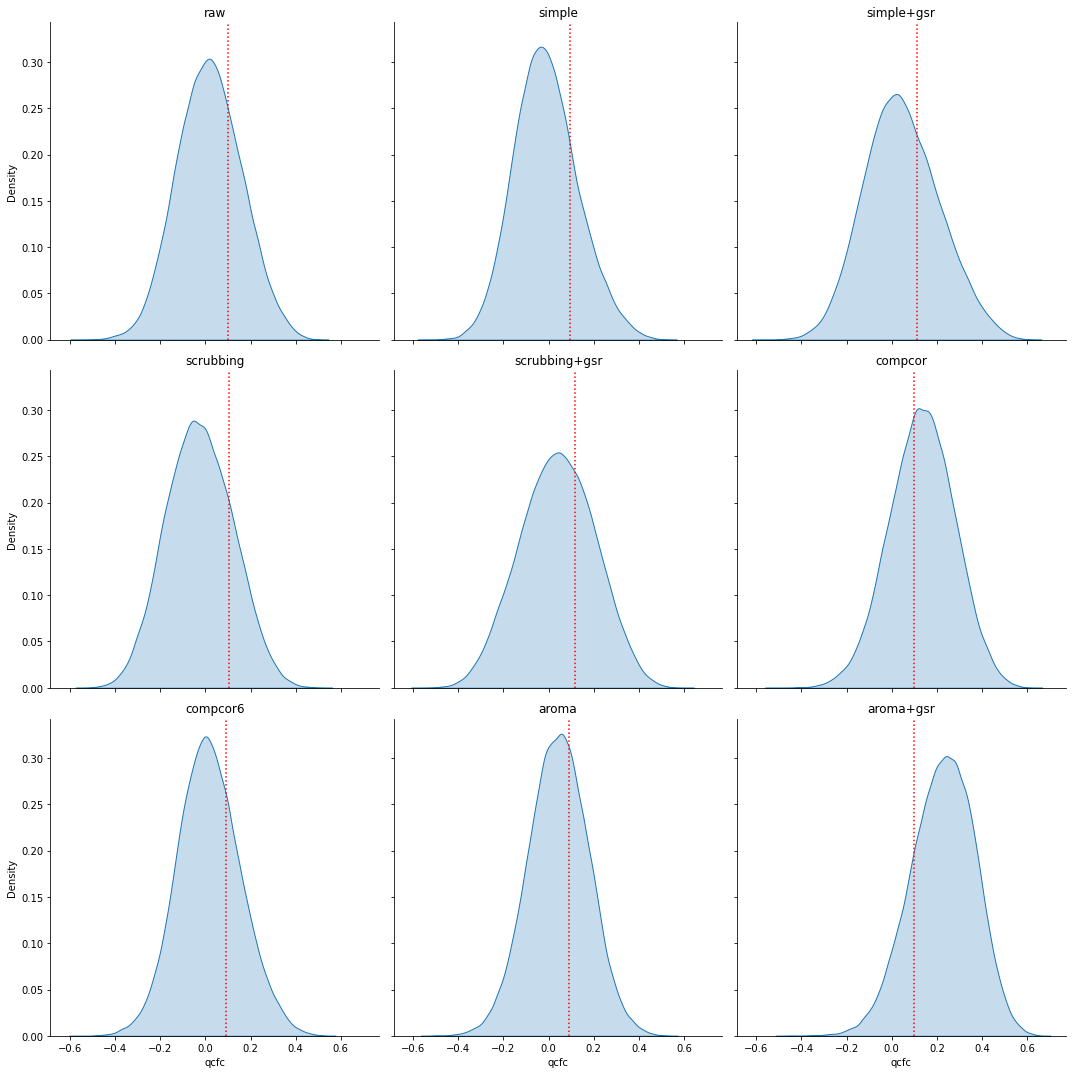 raw simple simple+gsr
0.30
0.25
0.20
Density
0.15
0.10
0.05
0.00
scrubbing scrubbing+gsr compcor
0.30
0.25
0.20
Density
0.15
0.10
0.05
0.00
compcor6 aroma aroma+gsr
0.30
0.25
0.20
Density
0.15
0.10
0.05
0.00
−0.6 −0.4 −0.2 0.0 0.2 0.4 0.6 −0.6 −0.4 −0.2 0.0 0.2 0.4 0.6 −0.6 −0.4 −0.2 0.0 0.2 0.4 0.6
qcfc qcfc qcfc